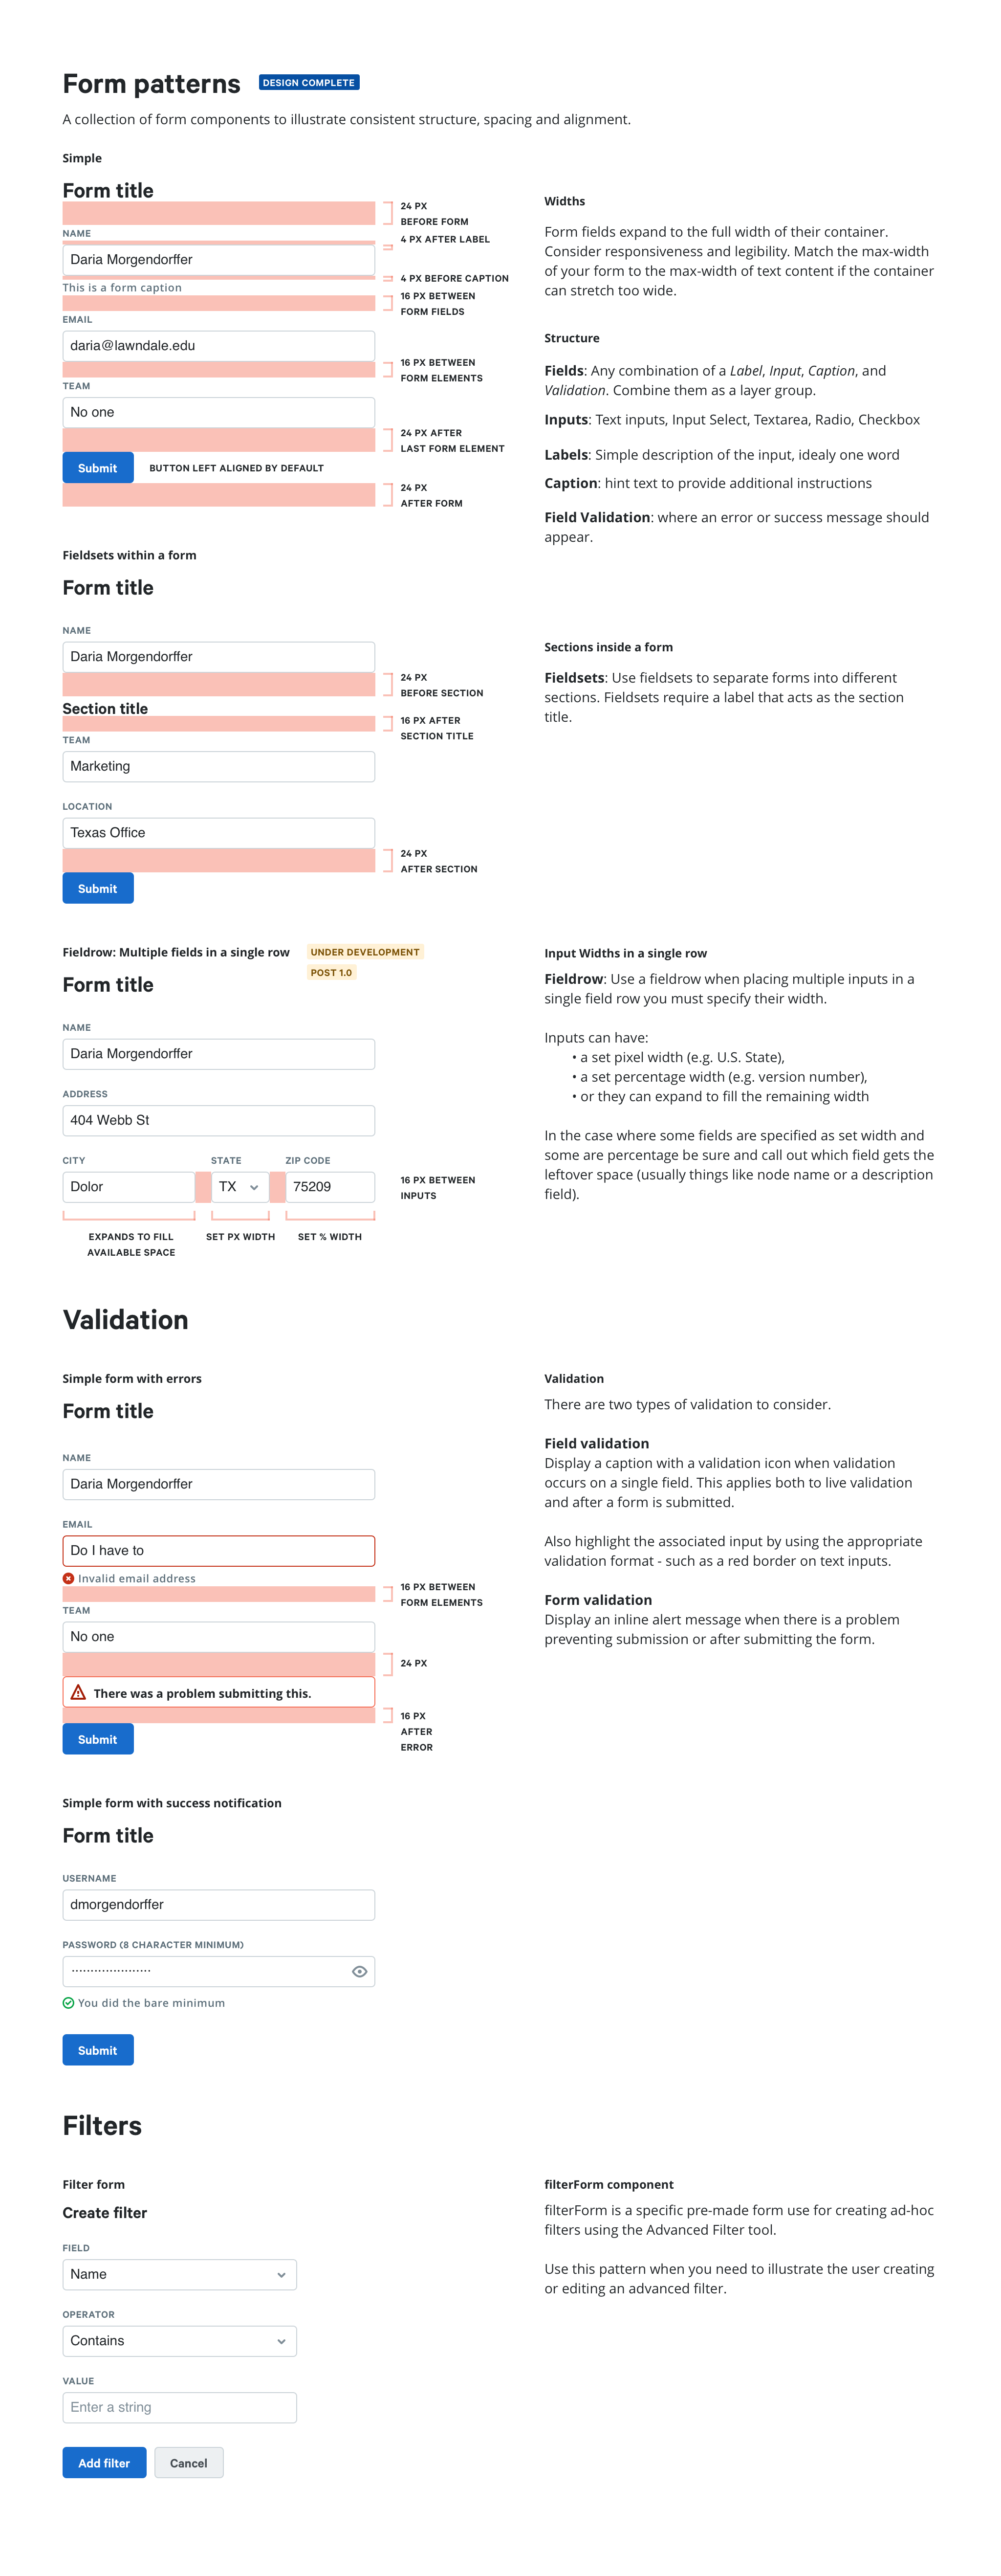 Form patterns
DESIGN COMPLETE
A collection of form components to illustrate consistent structure, spacing and alignment.
Simple
Form title
24 PX
BEFORE FORM
NAME
4 PX AFTER LABEL
Daria Morgendorffer
4 PX BEFORE CAPTION
This is a form caption
16 PX BETWEEN
FORM FIELDS
EMAIL
daria@lawndale.edu
16 PX BETWEEN
FORM ELEMENTS
TEAM
No one
24 PX AFTER
LAST FORM ELEMENT
Submit
BUTTON LEFT ALIGNED BY DEFAULT
24 PX
AFTER FORM
Widths
Form fields expand to the full width of their container.
Consider responsiveness and legibility. Match the max-width
of your form to the max-width of text content if the container
can stretch too wide.
Structure
Fields: Any combination of a Label, Input, Caption, and
Validation. Combine them as a layer group.
Inputs: Text inputs, Input Select, Textarea, Radio, Checkbox
Labels: Simple description of the input, idealy one word
Caption: hint text to provide additional instructions
Field Validation: where an error or success message should
appear.
Fieldsets within a form
Form title
NAME
Daria Morgendorffer
24 PX
BEFORE SECTION
Section title
16 PX AFTER
SECTION TITLE
TEAM
Marketing
LOCATION
Texas Office
24 PX
AFTER SECTION
Submit
Sections inside a form
Fieldsets: Use fieldsets to separate forms into different
sections. Fieldsets require a label that acts as the section
title.
Fieldrow: Multiple fields in a single row
UNDER DEVELOPMENT
POST 1.0
Form title
NAME
Daria Morgendorffer
ADDRESS
404 Webb St
CITY
STATE
ZIP CODE
Dolor
TX
75209
16 PX BETWEEN
INPUTS
EXPANDS TO FILL
AVAILABLE SPACE
SET PX WIDTH
SET % WIDTH
Input Widths in a single row
Fieldrow: Use a fieldrow when placing multiple inputs in a
single field row you must specify their width.
Inputs can have:
• a set pixel width (e.g. U.S. State),
• a set percentage width (e.g. version number),
• or they can expand to fill the remaining width
In the case where some fields are specified as set width and
some are percentage be sure and call out which field gets the
leftover space (usually things like node name or a description
field).
Validation
Simple form with errors
Form title
NAME
Daria Morgendorffer
EMAIL
Do I have to
Invalid email address
16 PX BETWEEN
FORM ELEMENTS
TEAM
No one
24 PX
There was a problem submitting this.
16 PX
AFTER
ERROR
Submit
Validation
There are two types of validation to consider.
Field validation
Display a caption with a validation icon when validation
occurs on a single field. This applies both to live validation
and after a form is submitted.
Also highlight the associated input by using the appropriate
validation format - such as a red border on text inputs.
Form validation
Display an inline alert message when there is a problem
preventing submission or after submitting the form.
Simple form with success notification
Form title
USERNAME
dmorgendorffer
PASSWORD (8 CHARACTER MINIMUM)
You did the bare minimum
Submit
Filters
Filter form
Create filter
FIELD
Name
OPERATOR
Contains
VALUE
Enter a string
Add filter
Cancel
filterForm component
filterForm is a specific pre-made form use for creating ad-hoc
filters using the Advanced Filter tool.
Use this pattern when you need to illustrate the user creating
or editing an advanced filter.